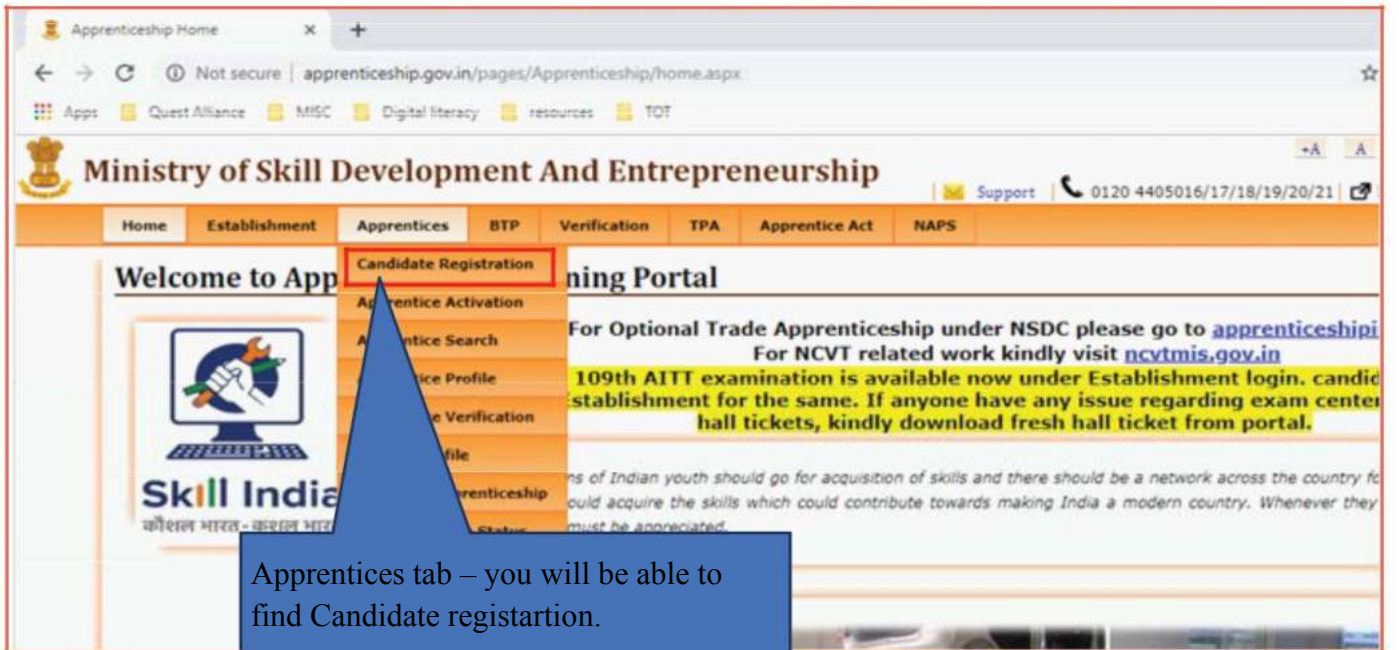 Apprenticeship Home
Not secure | apprenticeship.gov.in/pages/Apprenticeship/home.aspx
Apps Quest Alliance MISC Digital literacy resources TOT
+A A
Ministry of Skill Development And Entrepreneurship
Support 0120 4405016/17/18/19/20/21
Home Establishment Apprentices BTP Verification TPA Apprentice Act NAPS
Candidate Registration
Apprentice Activation
Search
Profile
Verification
Status
Welcome to App
ning Portal
For Optional Trade Apprenticeship under NSDC please go to apprenticeshipi
For NCVT related work kindly visit ncvtmis.gov.in
109th AITT examination is available now under Establishment login. candid
Establishment for the same. If anyone have any issue regarding exam center
hall tickets, kindly download fresh hall ticket from portal.
ns of Indian youth should go for acquisition of skills and there should be a network across the country fo
ould acquire the skills which could contribute towards making India a modern country. Whenever they
must be appreciated.
Skill India
कौशल भारत - कुशल भार
Apprentices tab – you will be able to
find Candidate registartion.